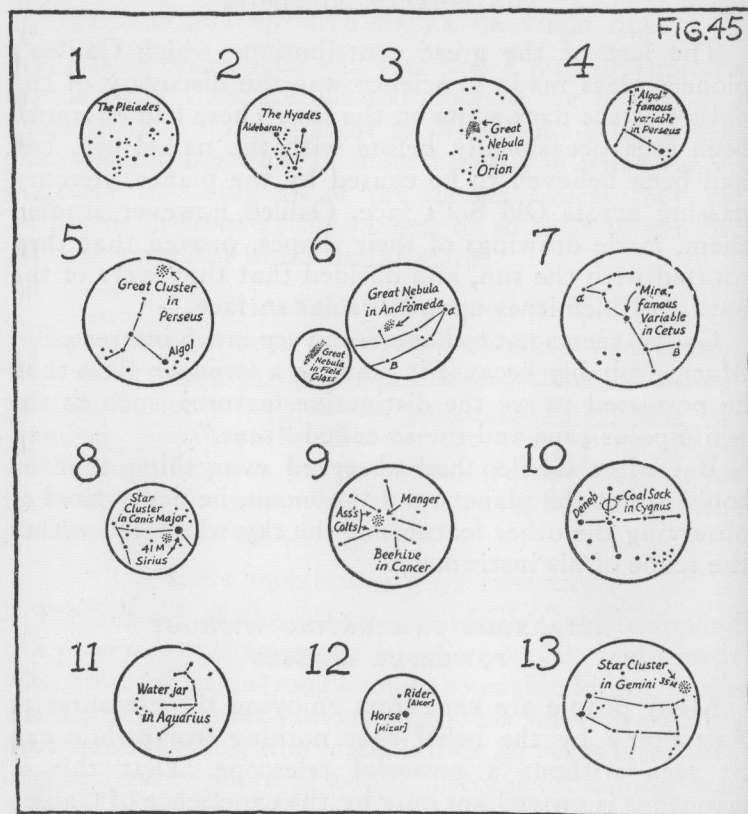 FIG.45
1
The Pleiades
2
The Hyades
Aldebaran
3
Great
Nebula
in
Orion
4
"Algol"
famous
variable
in Perseus
5
Great Cluster
in
Perseus
Algol
6
Great Nebula
in Andromeda
a
B
Great
Nebula
in Field
Glass
7
a
"Mira,"
famous
Variable
in Cetus
B
8
Star
Cluster
in Canis Major
41 M
Sirius
9
Ass's
Colts
Manger
Beehive
in Cancer
10
Deneb
Coal Sack
in Cygnus
11
Water jar
in Aquarius
12
Rider
[Alcor]
Horse
[Mizar]
13
Star Cluster
in Gemini 35M